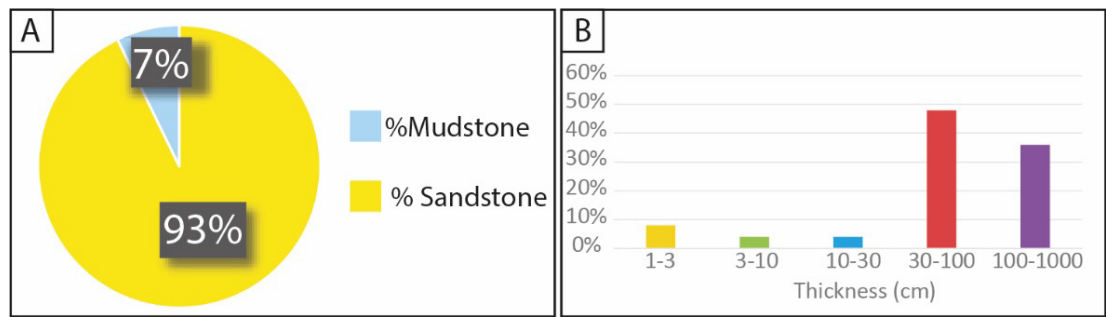 A
7%
93%
%Mudstone
% Sandstone
B
60%
50%
40%
30%
20%
10%
0%
1-3 3-10 10-30 30-100 100-1000
Thickness (cm)